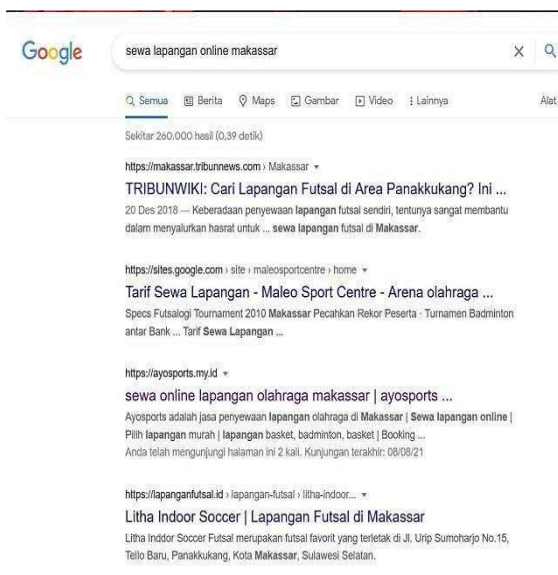 Google
sewa lapangan online makassar
Semua Berita Maps Gambar Video Lainnya Alat
Sekitar 260.000 hasil (0,39 detik)
https://makassar.tribunnews.com › Makassar
TRIBUNWIKI: Cari Lapangan Futsal di Area Panakkukang? Ini ...
20 Des 2018 — Keberadaan penyewaan lapangan futsal sendiri, tentunya sangat membantu
dalam menyalurkan hasrat untuk ... sewa lapangan futsal di Makassar.
https://sites.google.com › site › maleosportcentre › home
Tarif Sewa Lapangan - Maleo Sport Centre - Arena olahraga ...
Specs Futsalogi Tournament 2010 Makassar Pecahkan Rekor Peserta · Turnamen Badminton
antar Bank ... Tarif Sewa Lapangan ...
https://ayosports.my.id
sewa online lapangan olahraga makassar | ayosports ...
Ayosports adalah jasa penyewaan lapangan olahraga di Makassar | Sewa lapangan online |
Pilih lapangan murah | lapangan basket, badminton, basket | Booking ...
Anda telah mengunjungi halaman ini 2 kali. Kunjungan terakhir: 08/08/21
https://lapanganfutsal.id › lapangan-futsal › litha-indoor...
Litha Indoor Soccer | Lapangan Futsal di Makassar
Litha Inddor Soccer Futsal merupakan futsal favorit yang terletak di Jl. Urip Sumoharjo No.15,
Tello Baru, Panakkukang, Kota Makassar, Sulawesi Selatan.